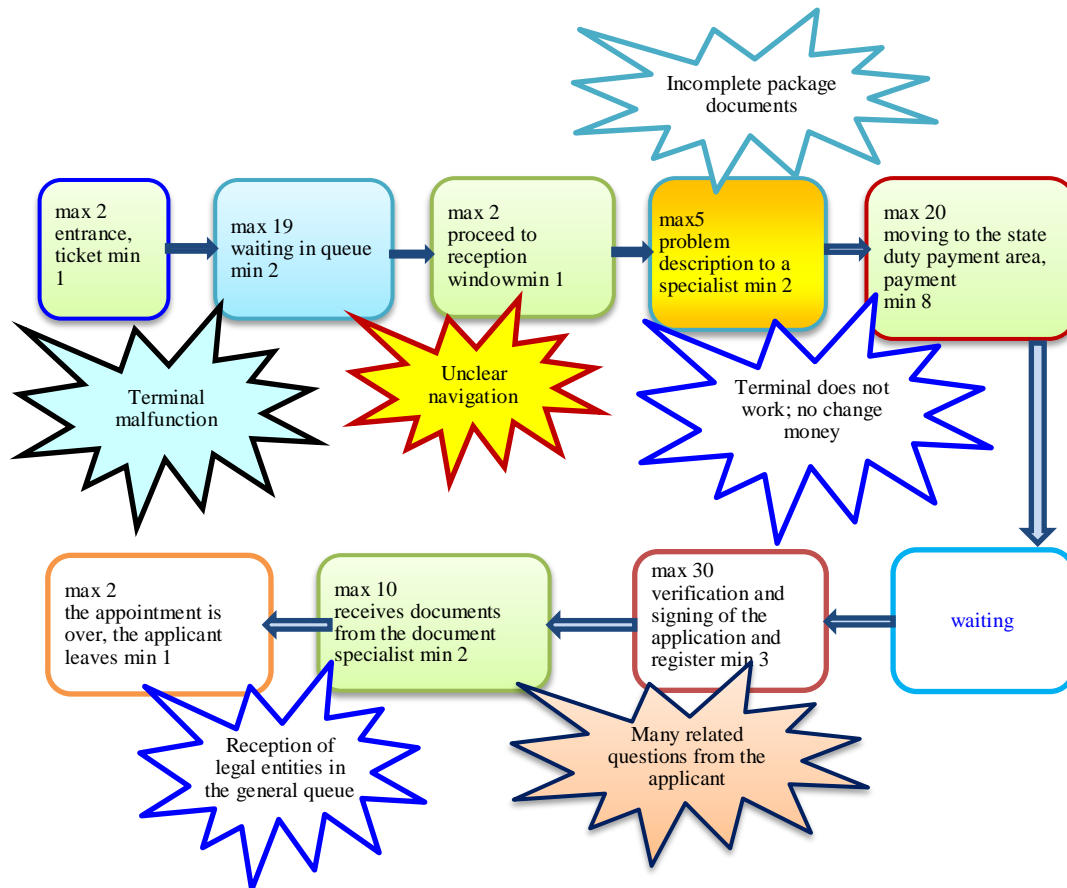 Incomplete package
documents
max 2
entrance,
ticket min
1
max 19
waiting in queue
min 2
max 2
proceed to
reception
windowmin 1
max5
problem
description to a
specialist min 2
max 20
moving to the state
duty payment area,
payment
min 8
Terminal
malfunction
Unclear
navigation
Terminal does not
work; no change
money
max 2
the appointment is
over, the applicant
leaves min 1
max 10
receives documents
from the document
specialist min 2
max 30
verification and
signing of the
application and
register min 3
waiting
Reception of
legal entities in
the general queue
Many related
questions from the
applicant